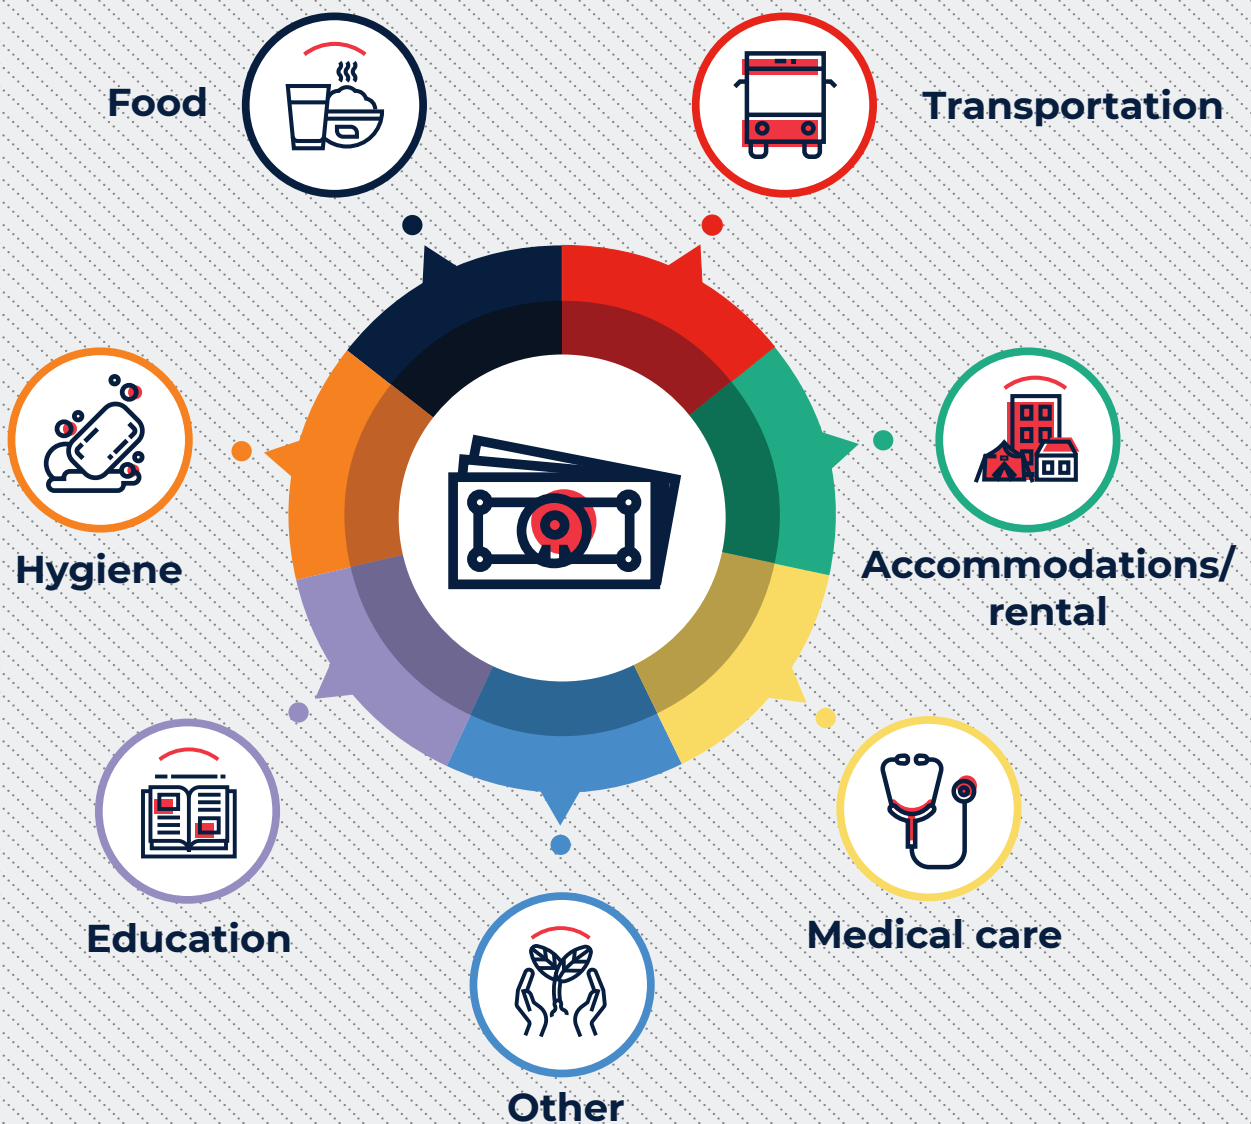 Food
Transportation
Hygiene
Accommodations/
rental
Education
Medical care
Other